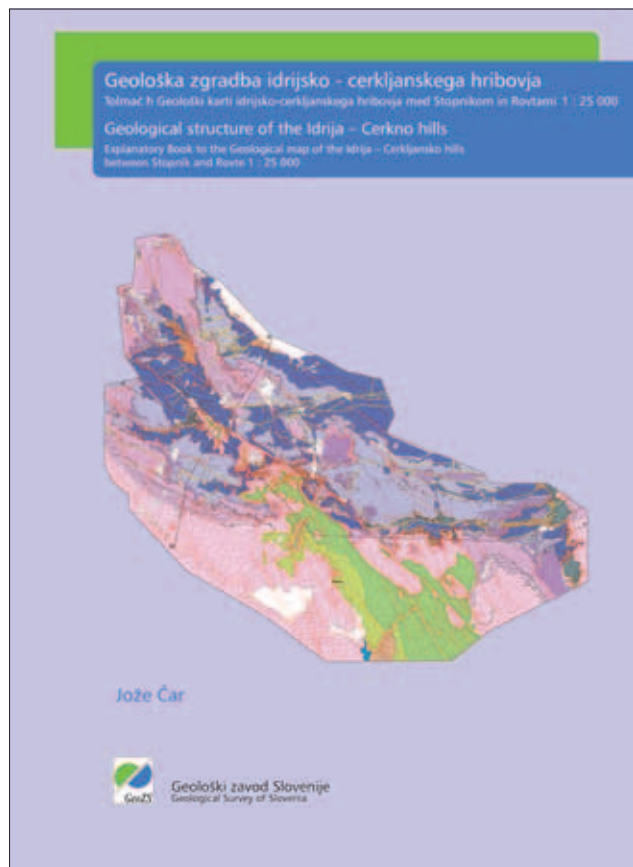 Geološka zgradba idrijsko - cerkljanskega hribovja
Tolmač h Geološki karti idrijsko-cerkljanskega hribovja med Stopnikom in Rovtami 1 : 25 000
Geological structure of the Idrija – Cerkno hills
Explanatory Book to the Geological map of the Idrija – Cerkljansko hills
between Stopnik and Rovte 1 : 25 000
Jože Čar
GeoZS
Geološki zavod Slovenije
Geological Survey of Slovenia